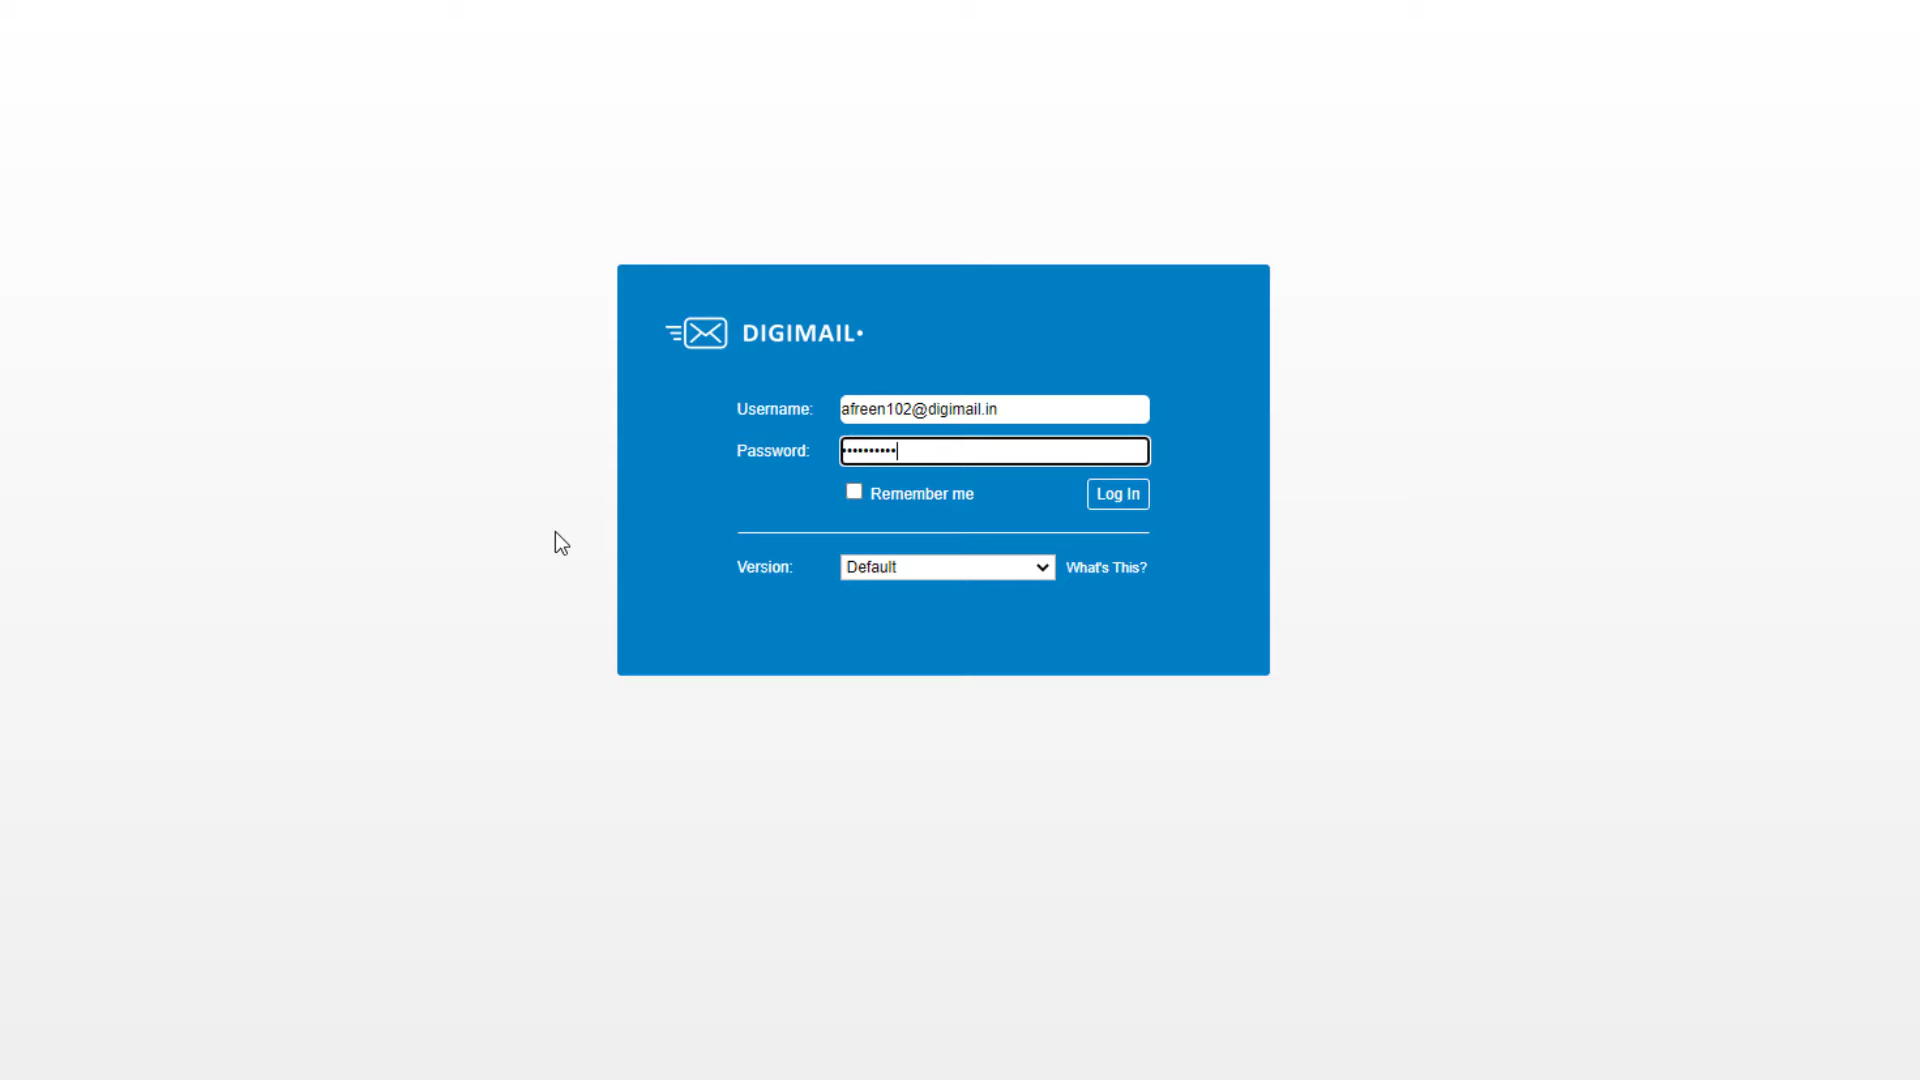 DIGIMAIL
Username: afreen102@digimail.in
Password: ••••••••••
Remember me Log In
Version: Default What's This?